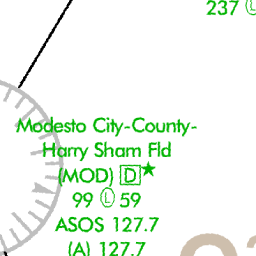 237 Ⓛ
Modesto City-County-
Harry Sham Fld
(MOD) D★
99 Ⓛ 59
ASOS 127.7
(A) 127.7